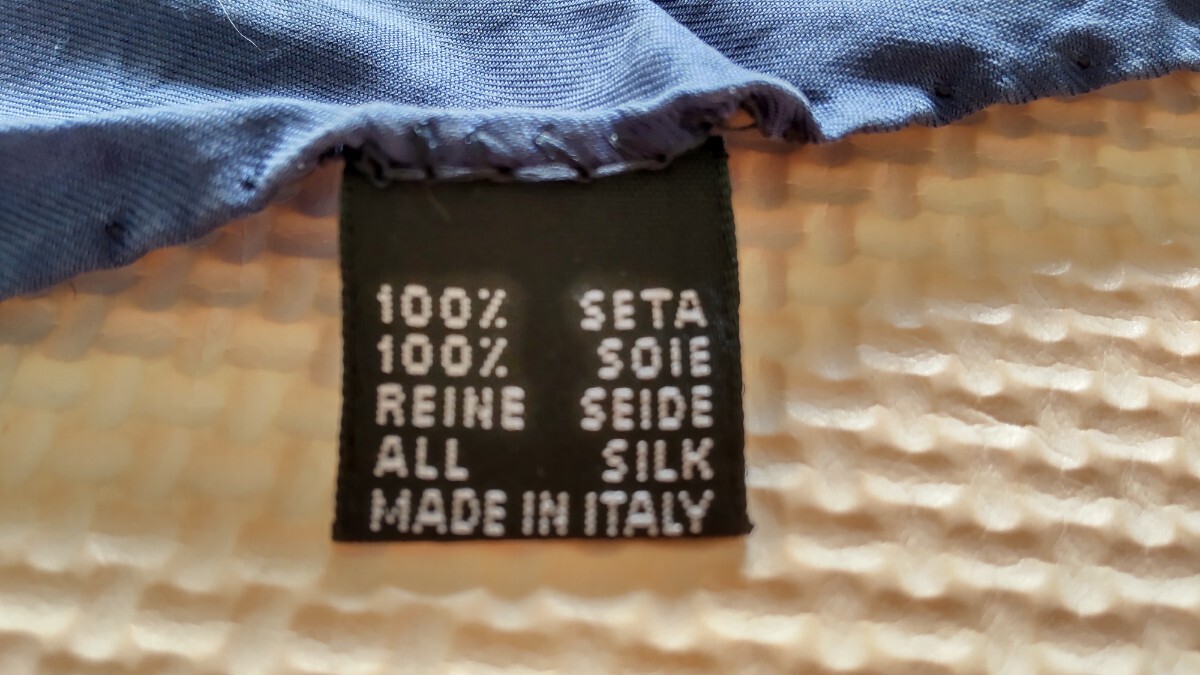 100% SETA
100% SOIE
REINE SEIDE
ALL SILK
MADE IN ITALY